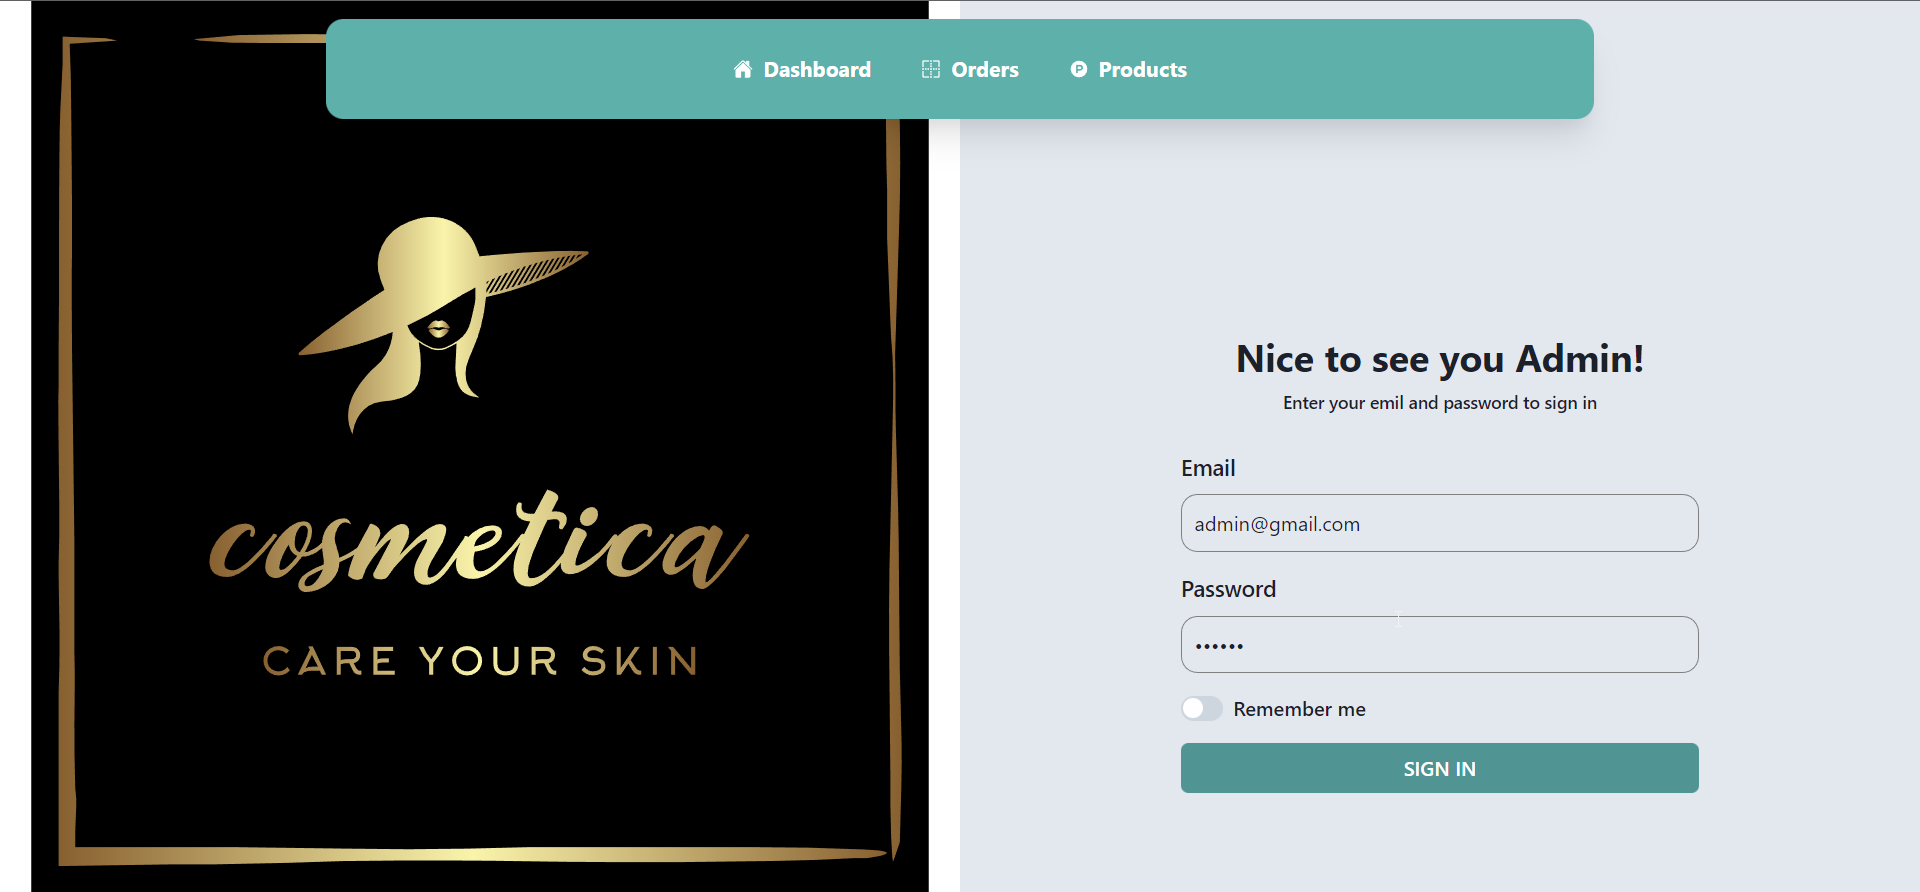 Dashboard Orders Products
cosmetica
CARE YOUR SKIN
Nice to see you Admin!
Enter your emil and password to sign in
Email
admin@gmail.com
Password
••••••
Remember me
SIGN IN